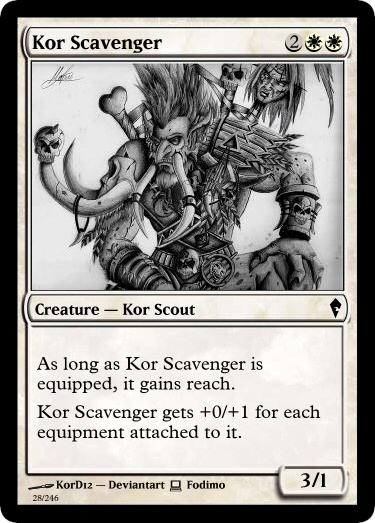 Kor Scavenger 2
Creature — Kor Scout
As long as Kor Scavenger is
equipped, it gains reach.
Kor Scavenger gets +0/+1 for each
equipment attached to it.
KorD12 — Deviantart Fodimo
28/246
3/1